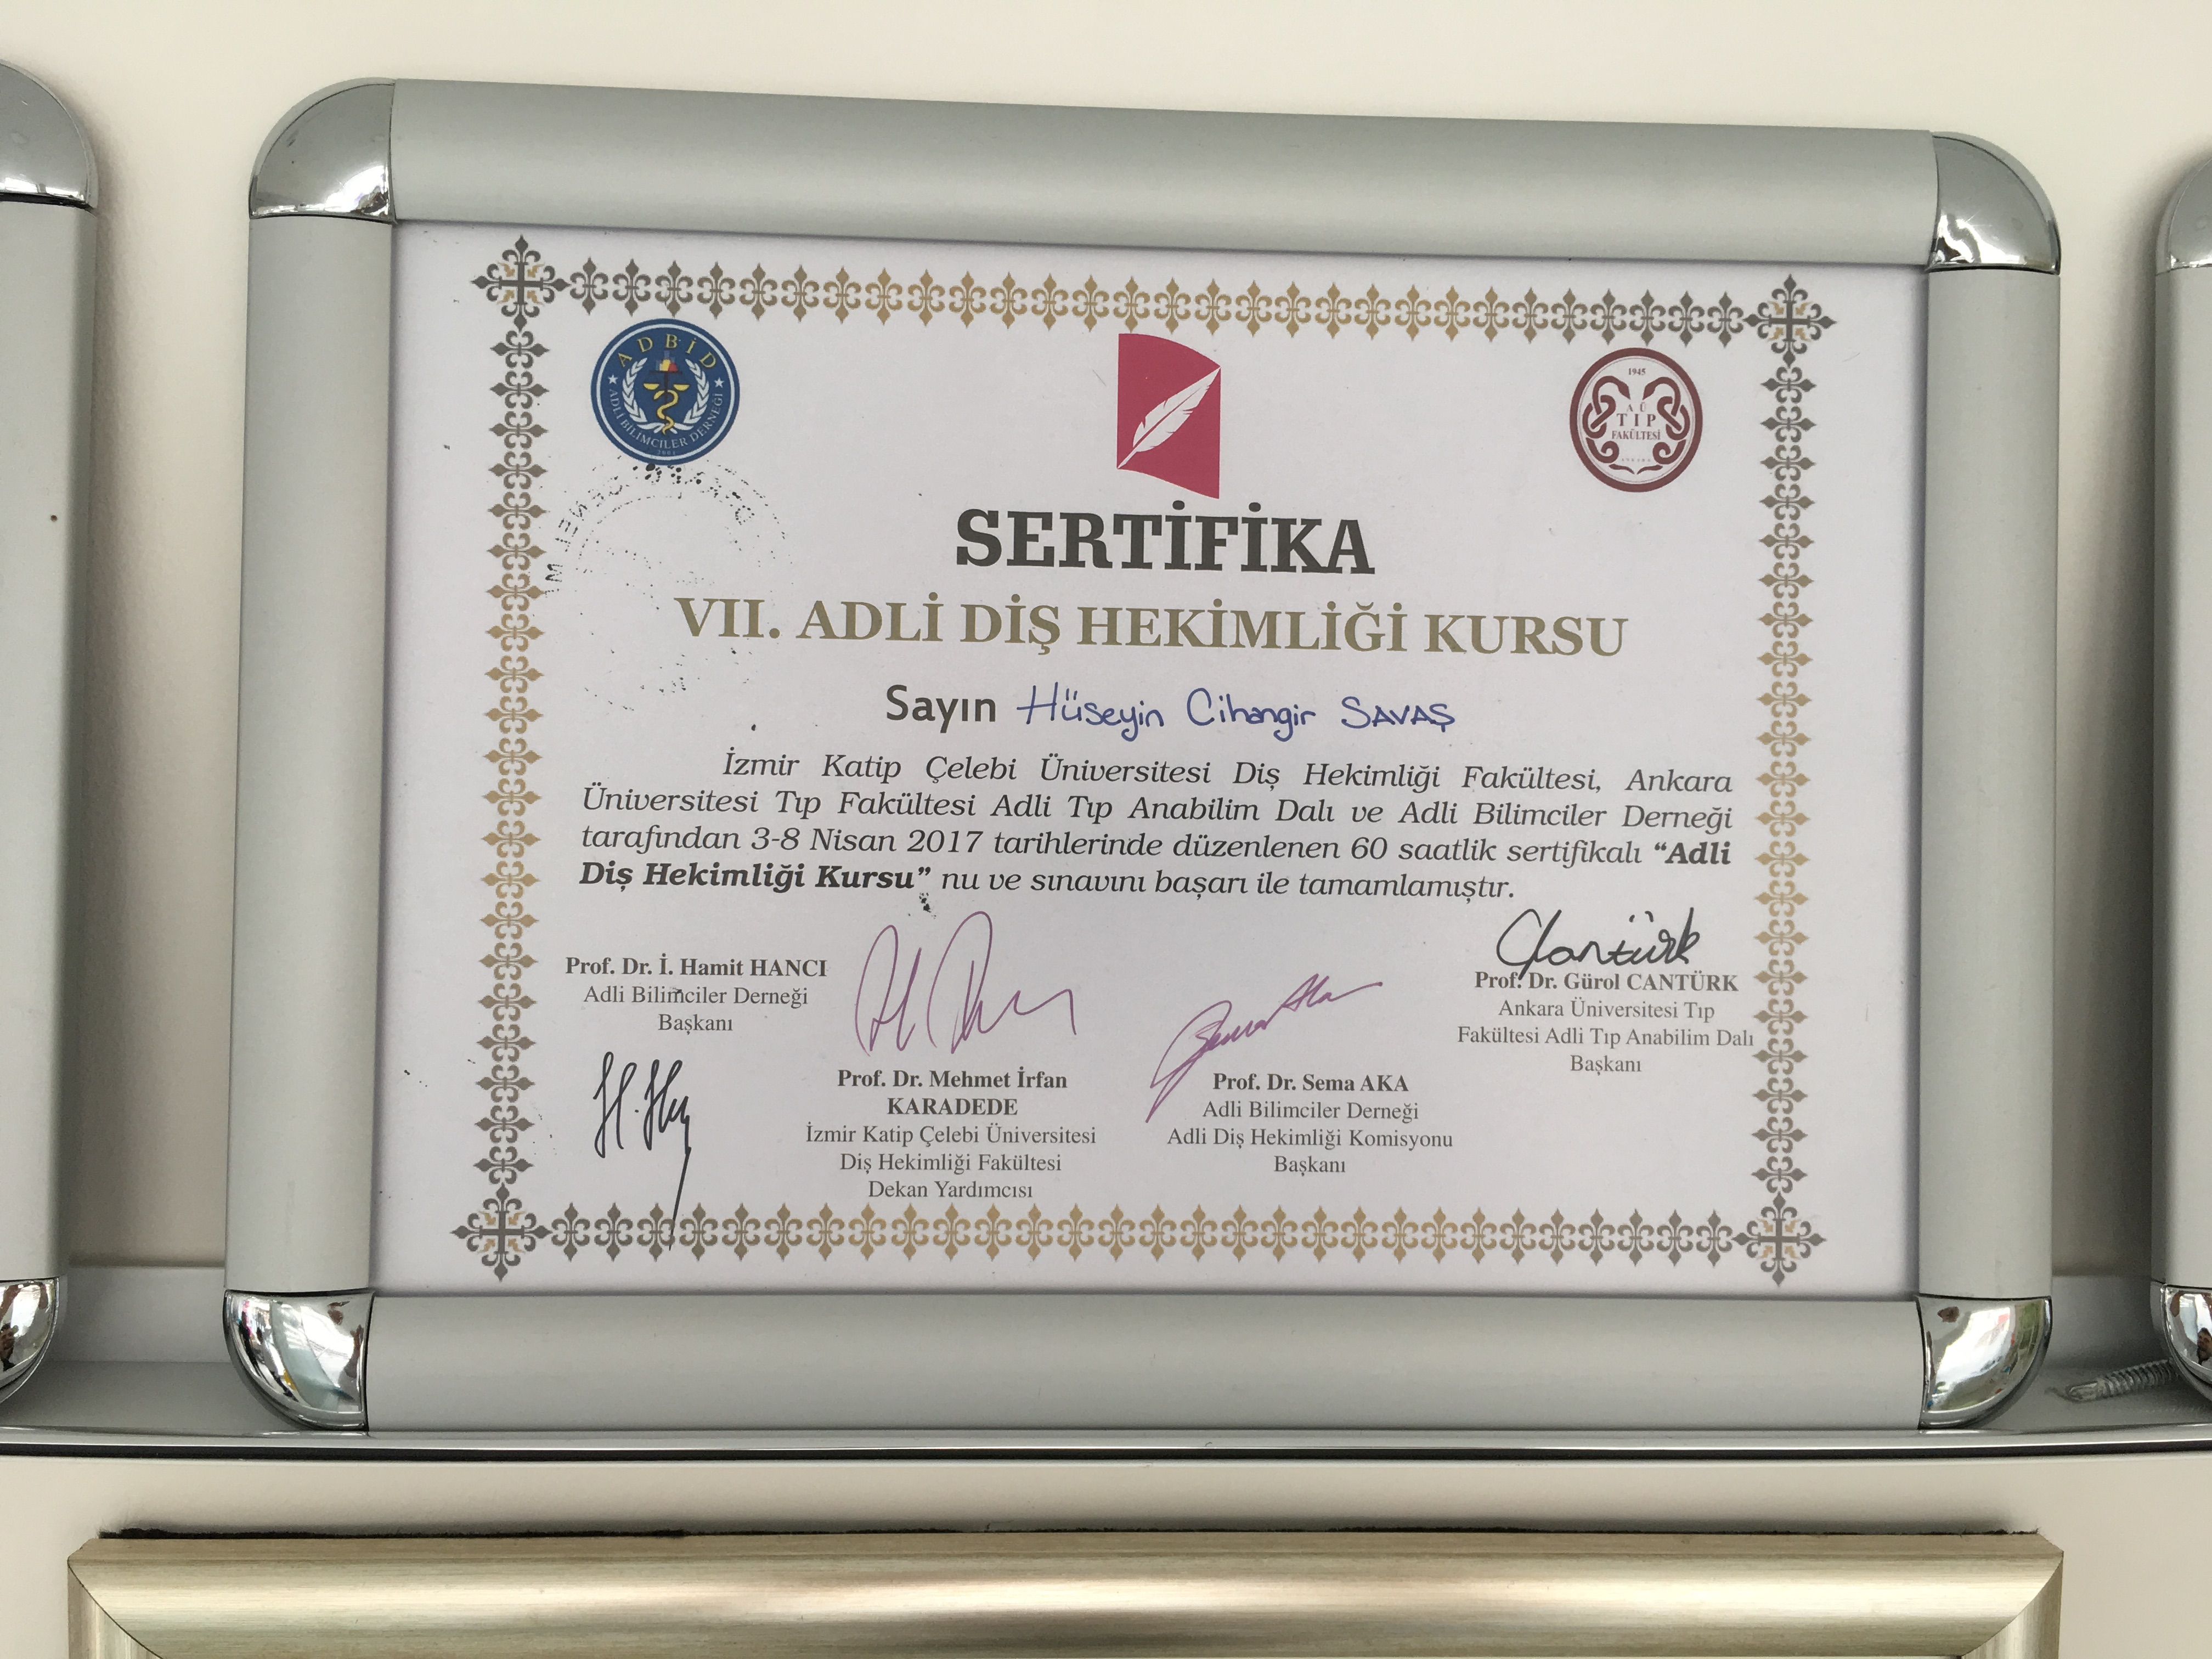 ADBİD
ADLİ BİLİMCİLER DERNEĞİ
1945
AÜ
TIP
FAKÜLTESİ
ANKARA
SERTİFİKA
VII. ADLİ DİŞ HEKİMLİĞİ KURSU
Sayın Hüseyin Cihangir SAVAŞ
İzmir Katip Çelebi Üniversitesi Diş Hekimliği Fakültesi, Ankara
Üniversitesi Tıp Fakültesi Adli Tıp Anabilim Dalı ve Adli Bilimciler Derneği
tarafından 3-8 Nisan 2017 tarihlerinde düzenlenen 60 saatlik sertifikalı “Adli
Diş Hekimliği Kursu” nu ve sınavını başarı ile tamamlamıştır.
Prof. Dr. İ. Hamit HANCI
Adli Bilimciler Derneği
Başkanı
Prof. Dr. Mehmet İrfan
KARADEDE
İzmir Katip Çelebi Üniversitesi
Diş Hekimliği Fakültesi
Dekan Yardımcısı
Prof. Dr. Sema AKA
Adli Bilimciler Derneği
Adli Diş Hekimliği Komisyonu
Başkanı
Cantürk
Prof. Dr. Gürol CANTÜRK
Ankara Üniversitesi Tıp
Fakültesi Adli Tıp Anabilim Dalı
Başkanı